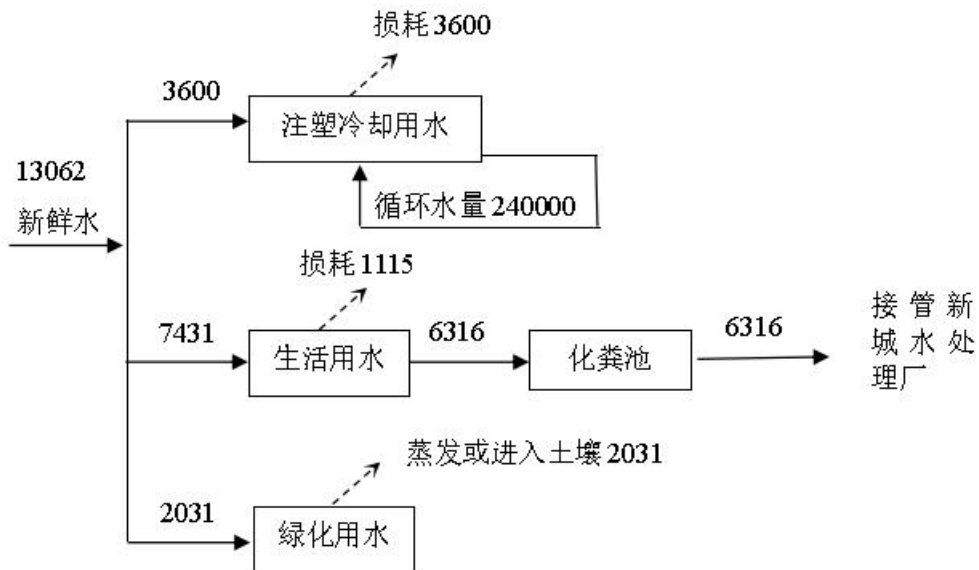 损耗3600
3600
注塑冷却用水
13062
新鲜水
循环水量240000
损耗1115
7431
生活用水
6316
化粪池
6316
接管新
城水处
理厂
蒸发或进入土壤2031
2031
绿化用水